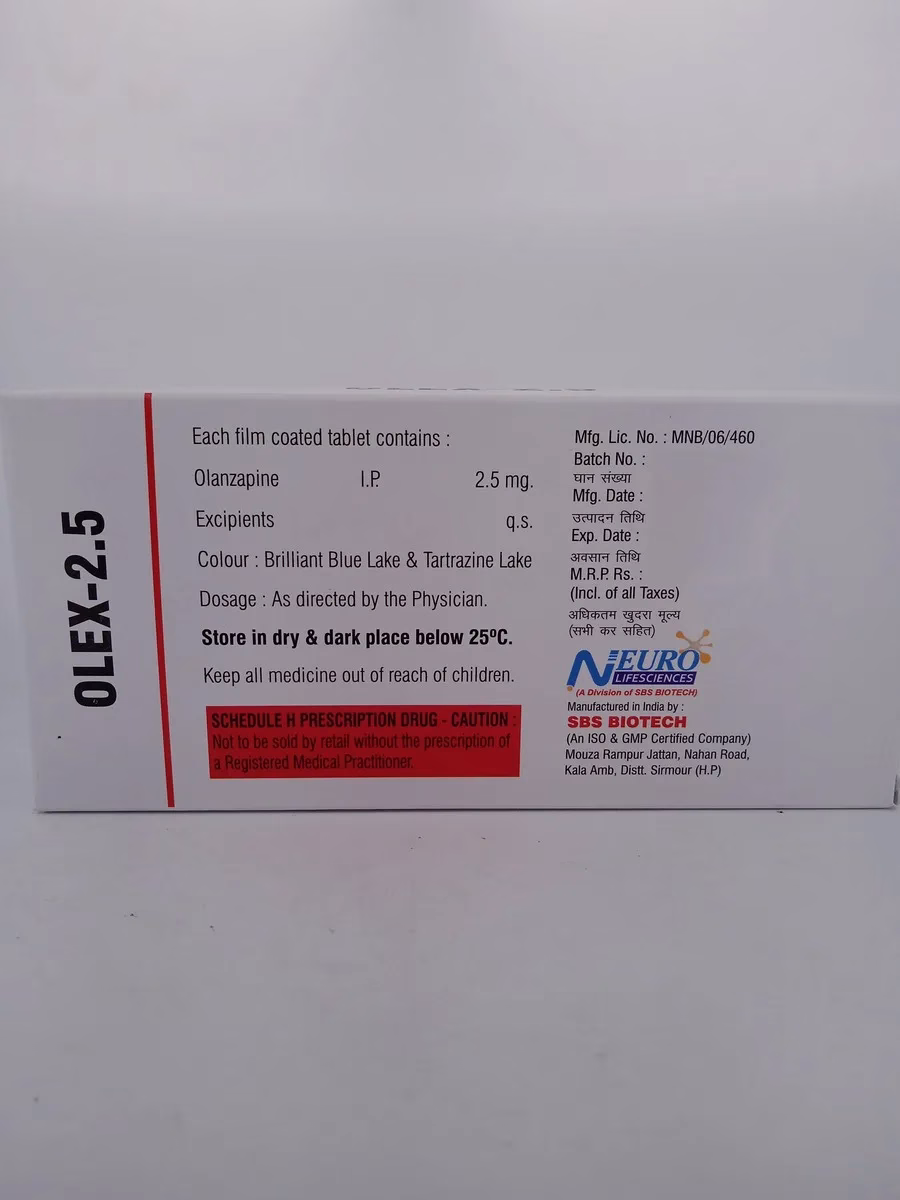 OLEX-2.5
Each film coated tablet contains :
Olanzapine I.P. 2.5 mg.
Excipients q.s.
Colour : Brilliant Blue Lake & Tartrazine Lake
Dosage : As directed by the Physician.
Store in dry & dark place below 25ºC.
Keep all medicine out of reach of children.
SCHEDULE H PRESCRIPTION DRUG - CAUTION :
Not to be sold by retail without the prescription of
a Registered Medical Practitioner.
Mfg. Lic. No. : MNB/06/460
Batch No. :
घान संख्या
Mfg. Date :
उत्पादन तिथि
Exp. Date :
अवसान तिथि
M.R.P. Rs. :
(Incl. of all Taxes)
अधिकतम खुदरा मूल्य
(सभी कर सहित)
NEURO
LIFESCIENCES
(A Division of SBS BIOTECH)
Manufactured in India by :
SBS BIOTECH
(An ISO & GMP Certified Company)
Mouza Rampur Jattan, Nahan Road,
Kala Amb, Distt. Sirmour (H.P)